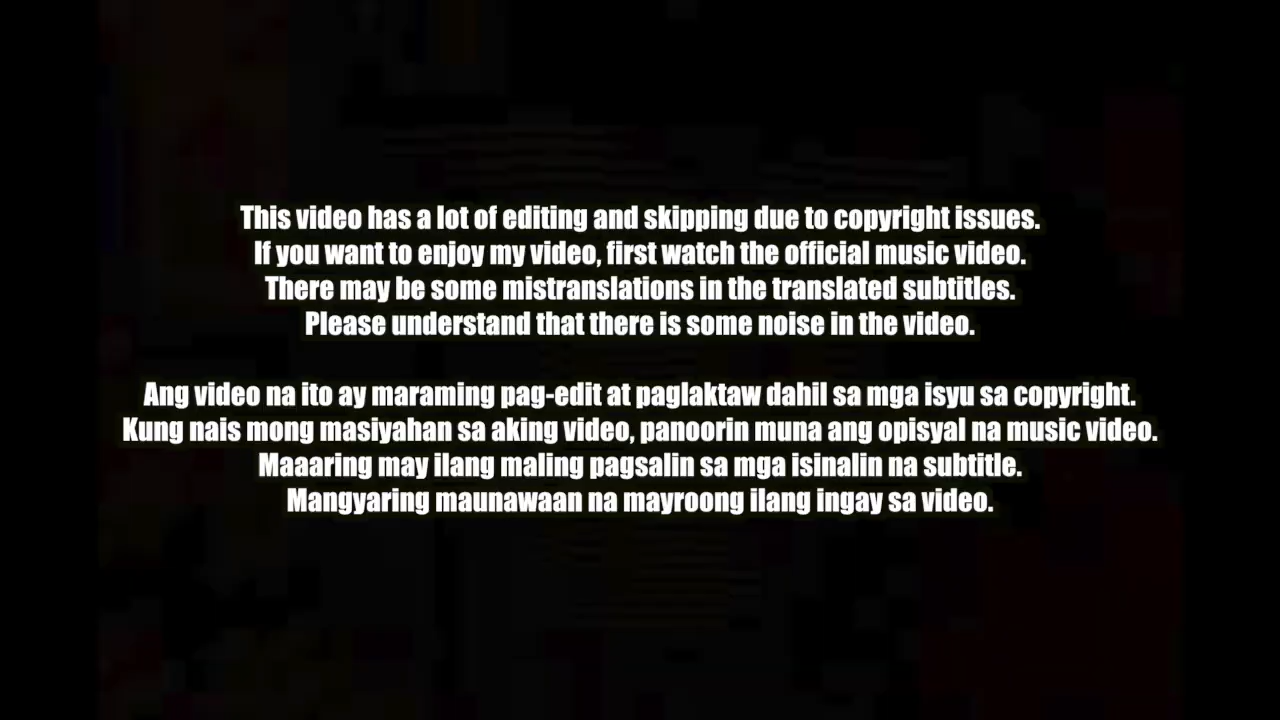 This video has a lot of editing and skipping due to copyright issues.
If you want to enjoy my video, first watch the official music video.
There may be some mistranslations in the translated subtitles.
Please understand that there is some noise in the video.
Ang video na ito ay maraming pag-edit at paglaktaw dahil sa mga isyu sa copyright.
Kung nais mong masiyahan sa aking video, panoorin muna ang opisyal na music video.
Maaaring may ilang maling pagsalin sa mga isinalin na subtitle.
Mangyaring maunawaan na mayroong ilang ingay sa video.